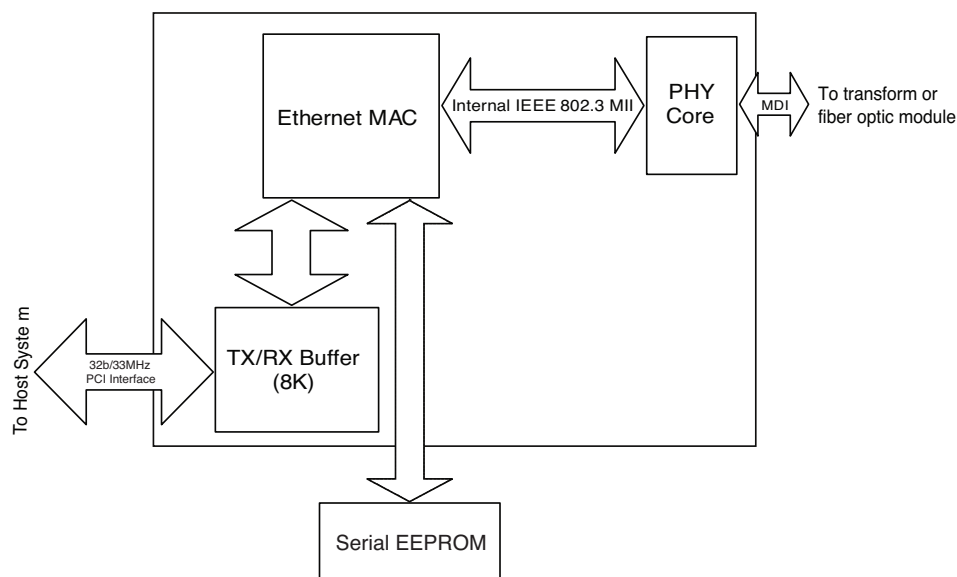 Ethernet MAC
Internal IEEE 802.3 MII
PHY
Core
MDI
To transform or
fiber optic module
To Host Syste m
32b/33MHz
PCI Interface
TX/RX Buffer
(8K)
Serial EEPROM